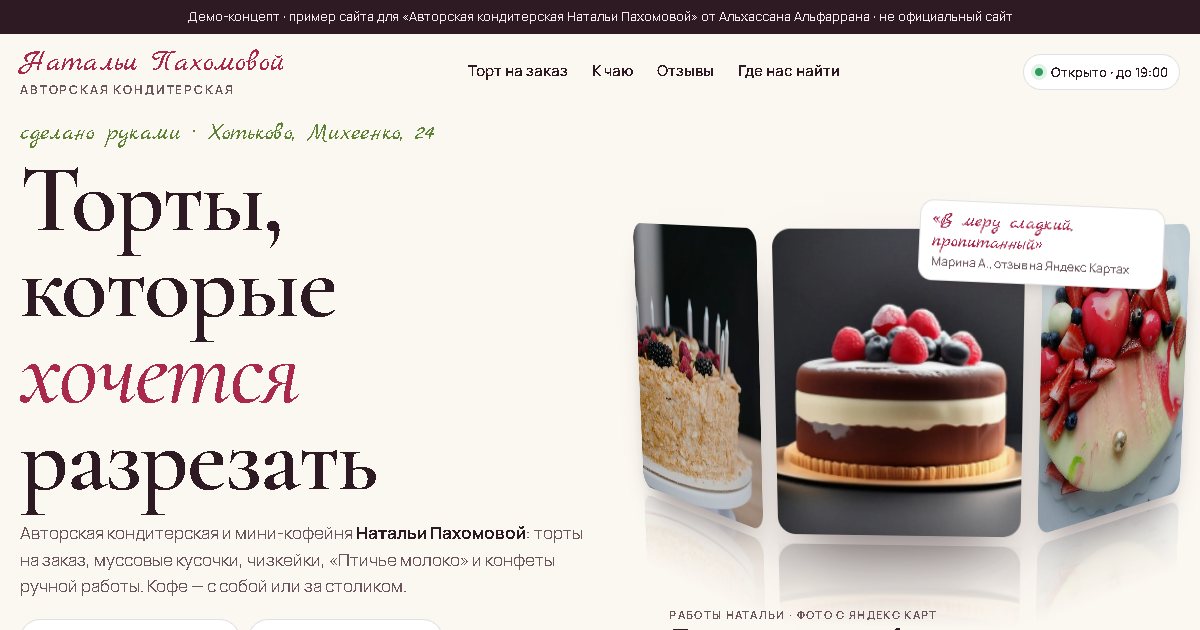 Демо-концепт · пример сайта для «Авторская кондитерская Натальи Пахомовой» от Альхассана Альфаррана · не официальный сайт
Натальи Пахомовой
АВТОРСКАЯ КОНДИТЕРСКАЯ
Торт на заказ К чаю Отзывы Где нас найти
Открыто · до 19:00
сделано руками · Хотьково, Михеенко, 24
Торты,
которые
хочется
разрезать
Авторская кондитерская и мини-кофейня Натальи Пахомовой: торты
на заказ, муссовые кусочки, чизкейки, «Птичье молоко» и конфеты
ручной работы. Кофе — с собой или за столиком.
«В меру сладкий,
пропитанный»
Марина А., отзыв на Яндекс Картах
РАБОТЫ НАТАЛЬИ · ФОТО С ЯНДЕКС КАРТ